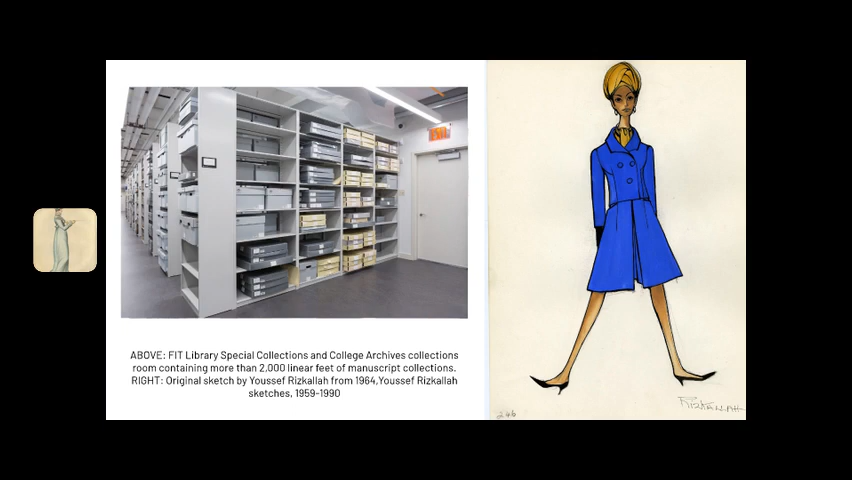 ABOVE: FIT Library Special Collections and College Archives collections
room containing more than 2,000 linear feet of manuscript collections.
RIGHT: Original sketch by Youssef Rizkallah from 1964,Youssef Rizkallah
sketches, 1959-1990
246